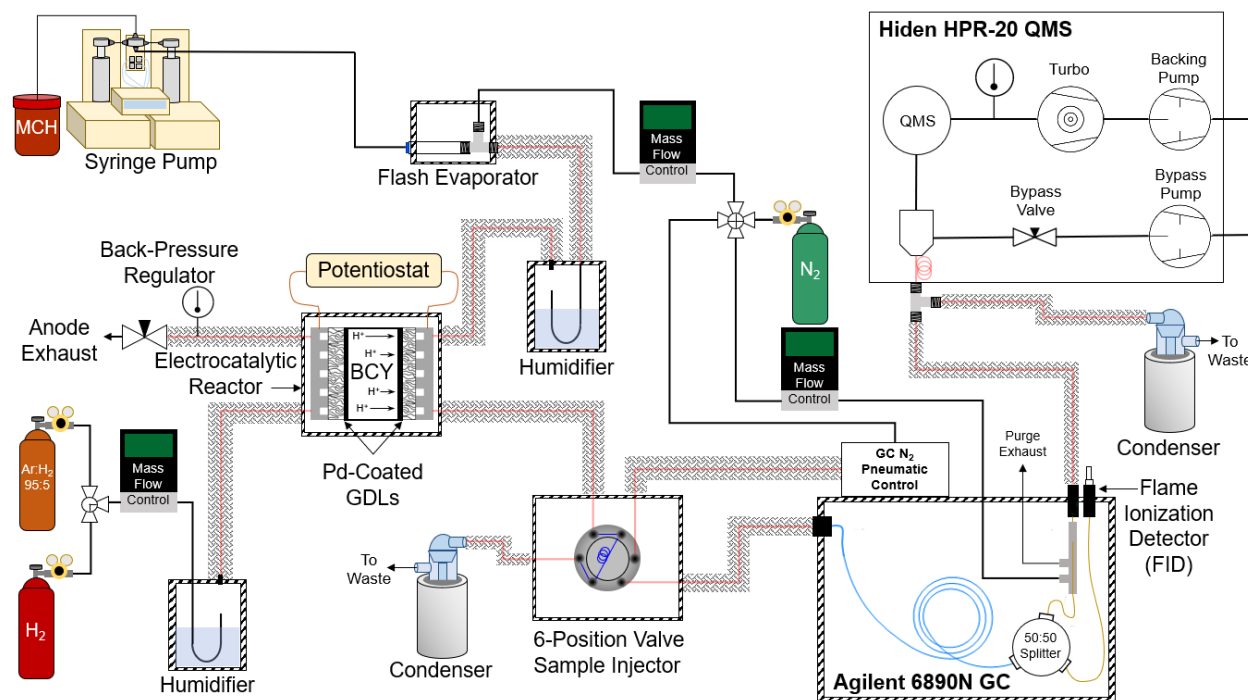 MCH
Syringe Pump
Flash Evaporator
Mass
Flow
Control
Hiden HPR-20 QMS
QMS
Turbo
Backing
Pump
Bypass
Valve
Bypass
Pump
N₂
Back-Pressure
Regulator
Potentiostat
Anode
Exhaust
Electrocatalytic
Reactor
H⁺
H⁺
BCY
H⁺
H⁺
Humidifier
Mass
Flow
Control
To
Waste
Condenser
Pd-Coated
GDLs
Ar:H₂
95:5
Mass
Flow
Control
H₂
Humidifier
To
Waste
Condenser
6-Position Valve
Sample Injector
GC N₂
Pneumatic
Control
Purge
Exhaust
Flame
Ionization
Detector
(FID)
50:50
Splitter
Agilent 6890N GC